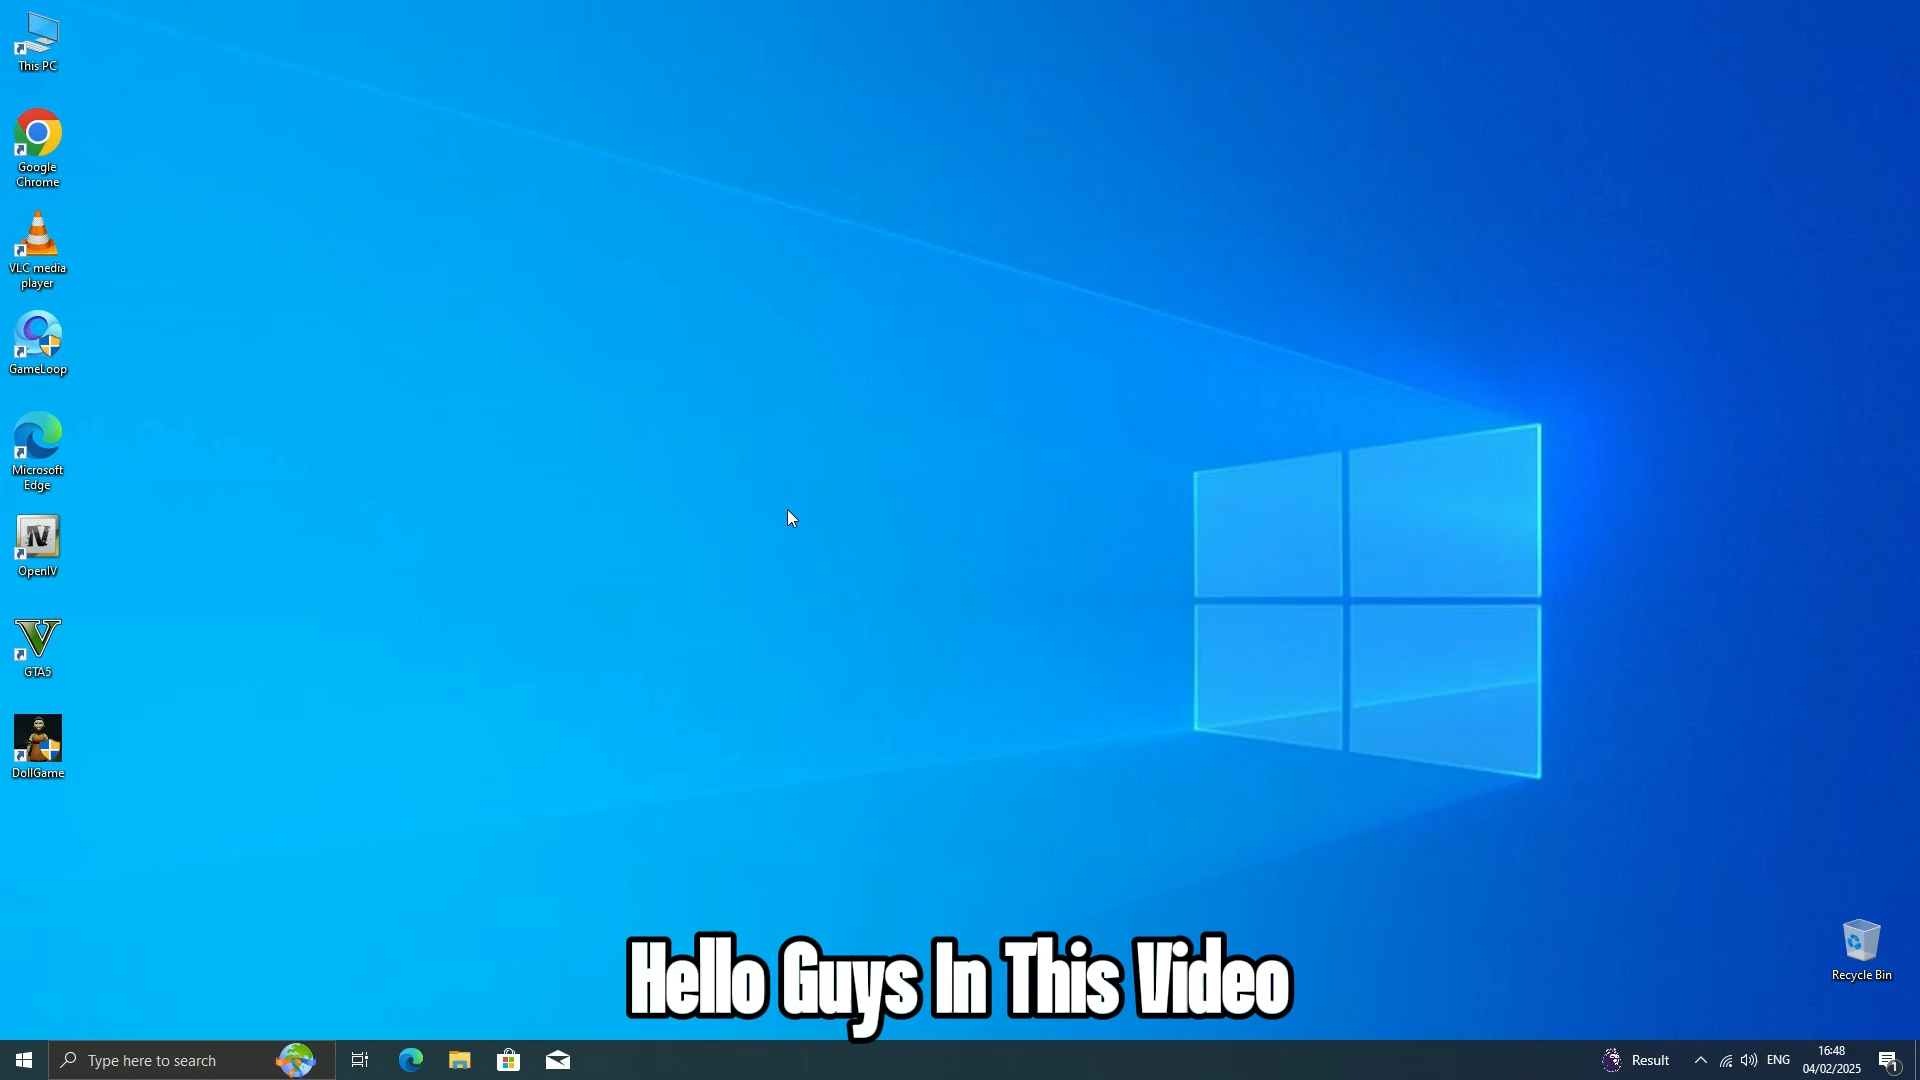 This PC
Google
Chrome
VLC media
player
GameLoop
Microsoft
Edge
OpenIV
GTA5
DollGame
Recycle Bin
Hello Guys In This Video
Type here to search
Result
ENG
16:48
04/02/2025
1